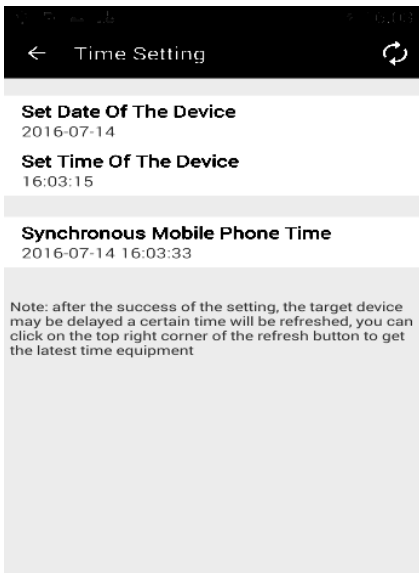 Time Setting
Set Date Of The Device
2016-07-14
Set Time Of The Device
16:03:15
Synchronous Mobile Phone Time
2016-07-14 16:03:33
Note: after the success of the setting, the target device
may be delayed a certain time will be refreshed, you can
click on the top right corner of the refresh button to get
the latest time equipment